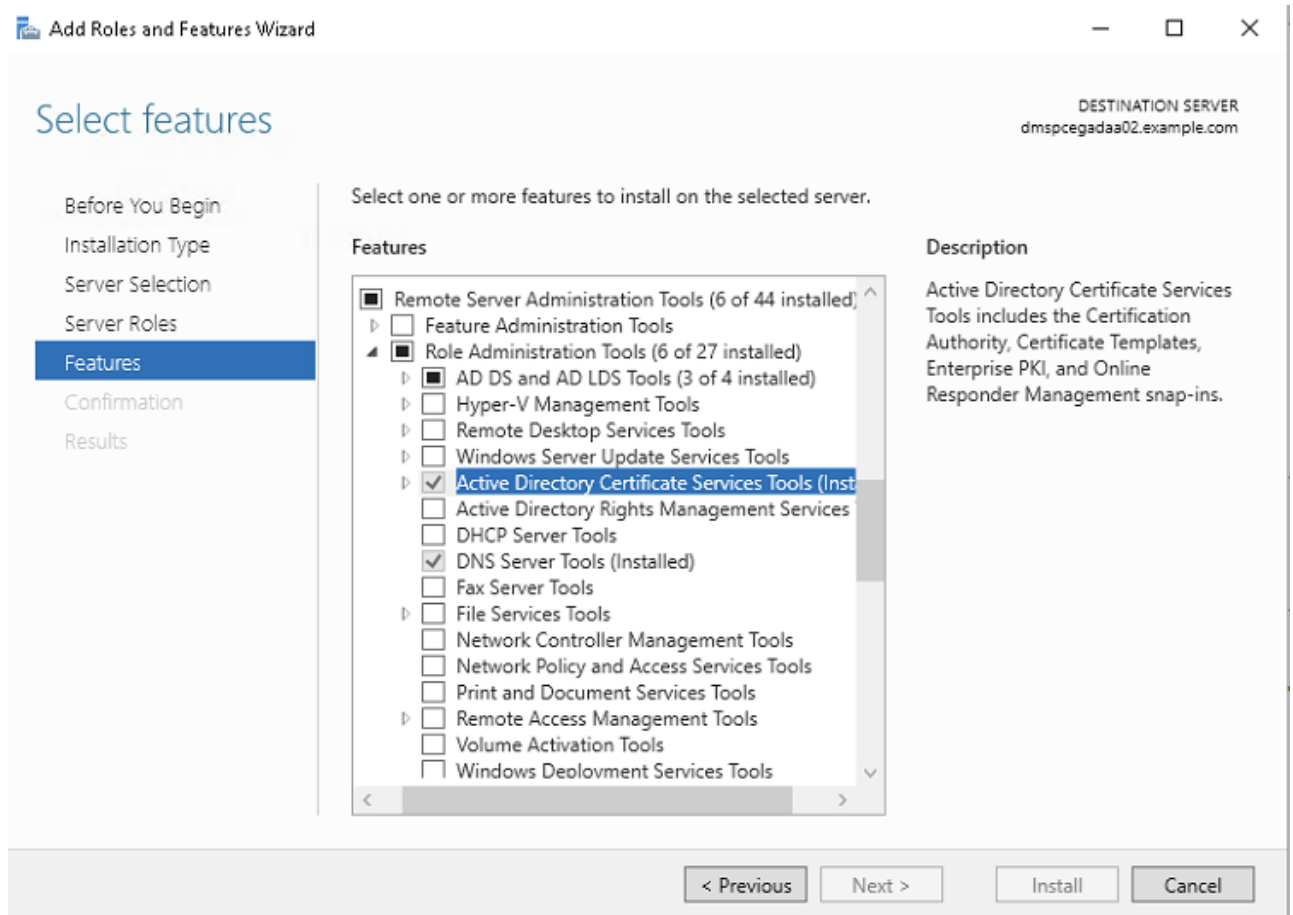 Add Roles and Features Wizard
Select features
DESTINATION SERVER
dmspcegadaa02.example.com
Before You Begin
Installation Type
Server Selection
Server Roles
Features
Confirmation
Results
Select one or more features to install on the selected server.
Features
Remote Server Administration Tools (6 of 44 installed)
Feature Administration Tools
Role Administration Tools (6 of 27 installed)
AD DS and AD LDS Tools (3 of 4 installed)
Hyper-V Management Tools
Remote Desktop Services Tools
Windows Server Update Services Tools
Active Directory Certificate Services Tools (Inst
Active Directory Rights Management Services
DHCP Server Tools
DNS Server Tools (Installed)
Fax Server Tools
File Services Tools
Network Controller Management Tools
Network Policy and Access Services Tools
Print and Document Services Tools
Remote Access Management Tools
Volume Activation Tools
Windows Deployment Services Tools
Description
Active Directory Certificate Services
Tools includes the Certification
Authority, Certificate Templates,
Enterprise PKI, and Online
Responder Management snap-ins.
< Previous
Next >
Install
Cancel